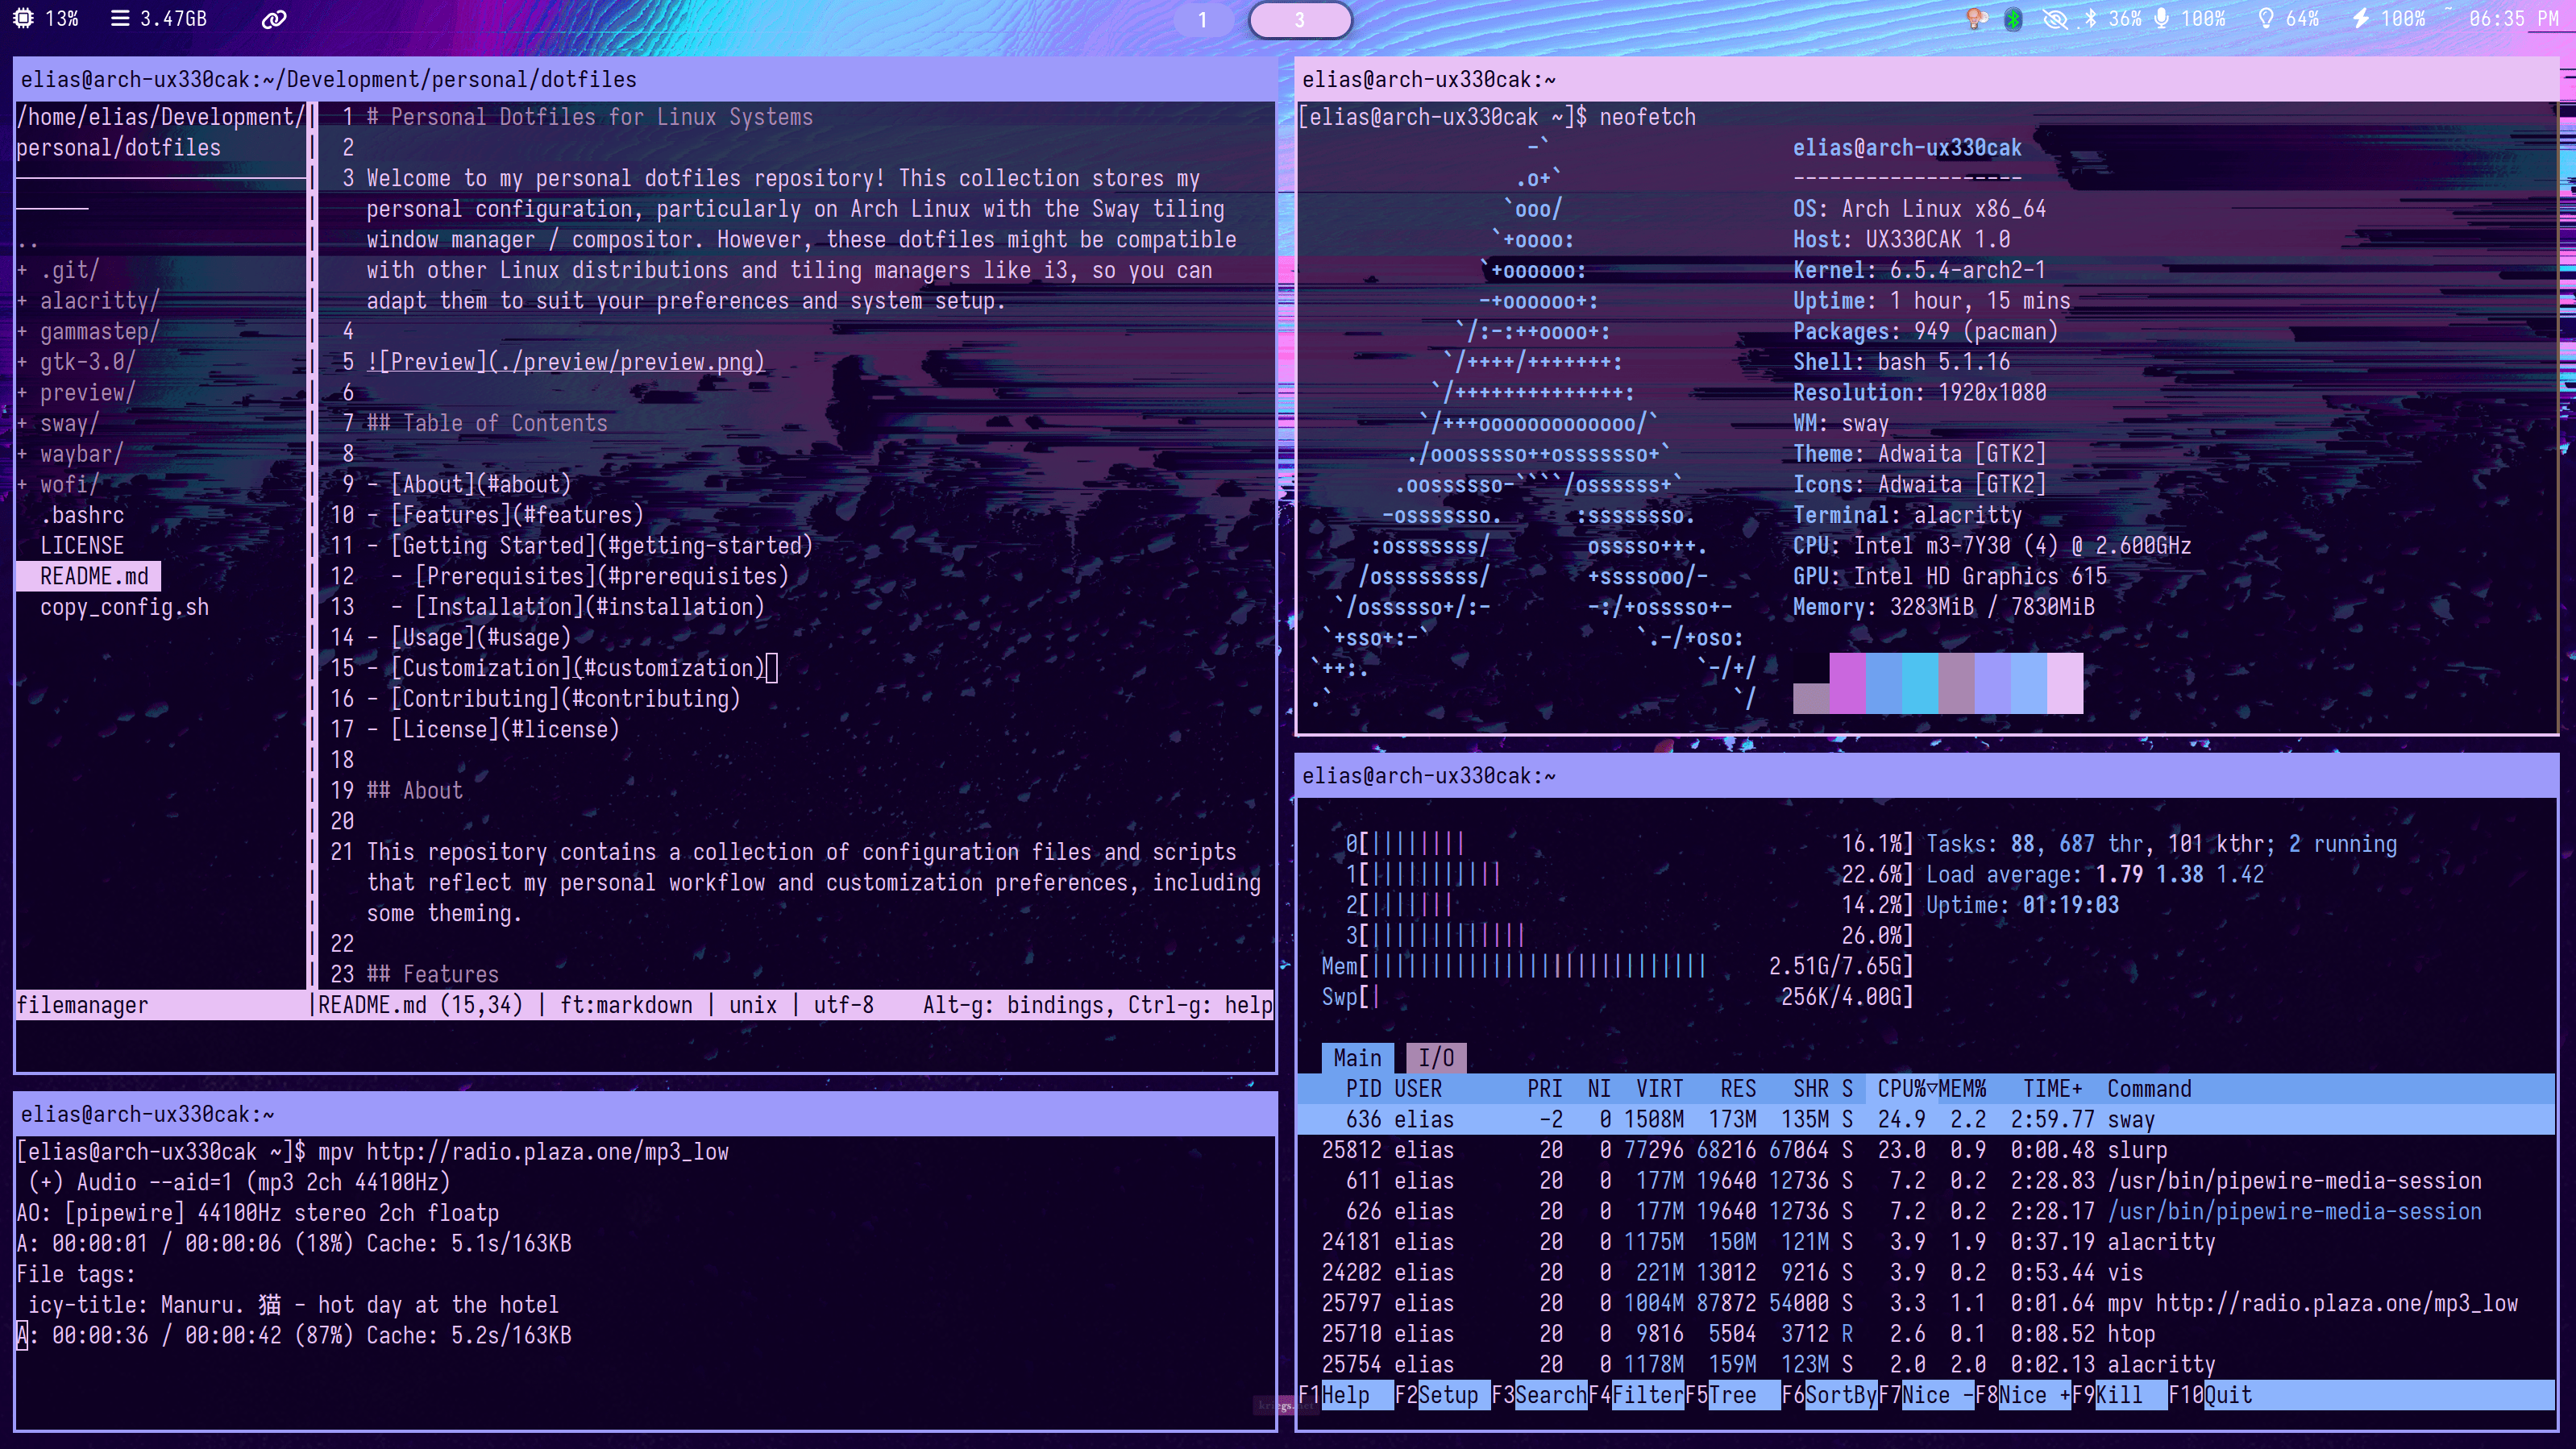 13% 3.47GB 1 3 36% 100% 64% 100% 06:35 PM
elias@arch-ux330cak:~/Development/personal/dotfiles
/home/elias/Development/
personal/dotfiles
..
+ .git/
+ alacritty/
+ gammastep/
+ gtk-3.0/
+ preview/
+ sway/
+ waybar/
+ wofi/
.bashrc
LICENSE
README.md
copy_config.sh
1 # Personal Dotfiles for Linux Systems
2
3 Welcome to my personal dotfiles repository! This collection stores my
personal configuration, particularly on Arch Linux with the Sway tiling
window manager / compositor. However, these dotfiles might be compatible
with other Linux distributions and tiling managers like i3, so you can
adapt them to suit your preferences and system setup.
4
5 ![Preview](./preview/preview.png)
6
7 ## Table of Contents
8
9 - [About](#about)
10 - [Features](#features)
11 - [Getting Started](#getting-started)
12   - [Prerequisites](#prerequisites)
13   - [Installation](#installation)
14 - [Usage](#usage)
15 - [Customization](#customization)
16 - [Contributing](#contributing)
17 - [License](#license)
18
19 ## About
20
21 This repository contains a collection of configuration files and scripts
that reflect my personal workflow and customization preferences, including
some theming.
22
23 ## Features
filemanager |README.md (15,34) | ft:markdown | unix | utf-8 Alt-g: bindings, Ctrl-g: help
elias@arch-ux330cak:~
[elias@arch-ux330cak ~]$ mpv http://radio.plaza.one/mp3_low
(+) Audio --aid=1 (mp3 2ch 44100Hz)
AO: [pipewire] 44100Hz stereo 2ch floatp
A: 00:00:01 / 00:00:06 (18%) Cache: 5.1s/163KB
File tags:
icy-title: Manuru. 猫 - hot day at the hotel
A: 00:00:36 / 00:00:42 (87%) Cache: 5.2s/163KB
elias@arch-ux330cak:~
[elias@arch-ux330cak ~]$ neofetch
-`
.o+`
`ooo/
`+oooo:
`+oooooo:
-+oooooo+:
`/:-:++oooo+:
`/++++/+++++++:
`/++++++++++++++:
`/+++ooooooooooooo/`
./ooosssso++osssssso+`
.oossssso-````/ossssss+`
-osssssso.      :ssssssso.
:osssssss/        osssso+++.
/ossssssss/        +ssssooo/-
`/ossssso+/:-        -:/+osssso+-
`+sso+:-`                 `.-/+oso:
`++:.                           `-/+/
.`                                 `/
elias@arch-ux330cak
-------------------
OS: Arch Linux x86_64
Host: UX330CAK 1.0
Kernel: 6.5.4-arch2-1
Uptime: 1 hour, 15 mins
Packages: 949 (pacman)
Shell: bash 5.1.16
Resolution: 1920x1080
WM: sway
Theme: Adwaita [GTK2]
Icons: Adwaita [GTK2]
Terminal: alacritty
CPU: Intel m3-7Y30 (4) @ 2.600GHz
GPU: Intel HD Graphics 615
Memory: 3283MiB / 7830MiB
elias@arch-ux330cak:~
0[|||||||| 16.1%] Tasks: 88, 687 thr, 101 kthr; 2 running
1[||||||||||| 22.6%] Load average: 1.79 1.38 1.42
2[||||||| 14.2%] Uptime: 01:19:03
3[||||||||||||| 26.0%]
Mem[|||||||||||||||||||||||||||| 2.51G/7.65G]
Swp[| 256K/4.00G]
Main I/O
PID USER PRI NI VIRT RES SHR S CPU%▽MEM% TIME+ Command
636 elias -2 0 1508M 173M 135M S 24.9 2.2 2:59.77 sway
25812 elias 20 0 77296 68216 67064 S 23.0 0.9 0:00.48 slurp
611 elias 20 0 177M 19640 12736 S 7.2 0.2 2:28.83 /usr/bin/pipewire-media-session
626 elias 20 0 177M 19640 12736 S 7.2 0.2 2:28.17 /usr/bin/pipewire-media-session
24181 elias 20 0 1175M 150M 121M S 3.9 1.9 0:37.19 alacritty
24202 elias 20 0 221M 13012 9216 S 3.9 0.2 0:53.44 vis
25797 elias 20 0 1004M 87872 54000 S 3.3 1.1 0:01.64 mpv http://radio.plaza.one/mp3_low
25710 elias 20 0 9816 5504 3712 R 2.6 0.1 0:08.52 htop
25754 elias 20 0 1178M 159M 123M S 2.0 2.0 0:02.13 alacritty
F1Help F2Setup F3SearchF4FilterF5Tree F6SortByF7Nice -F8Nice +F9Kill F10Quit